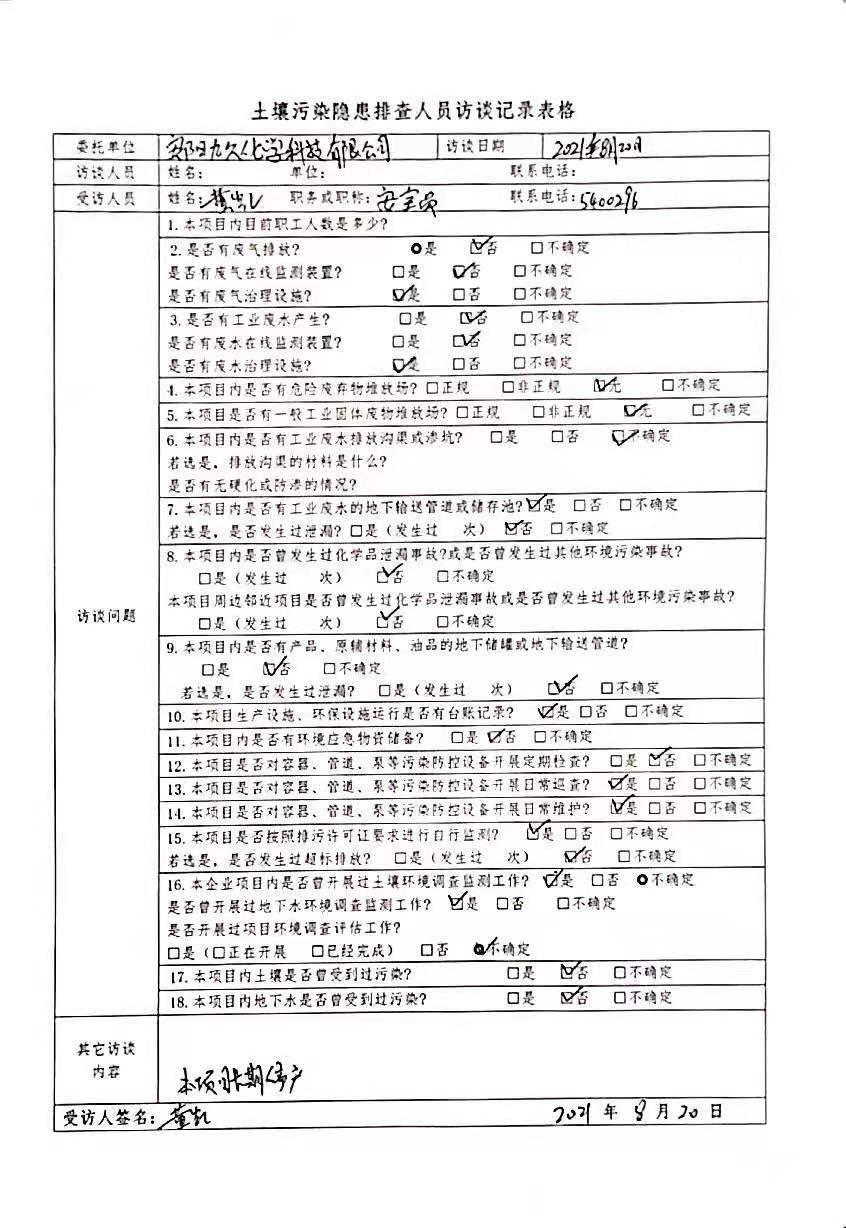 土壤污染隐患排查人员访谈记录表格
委托单位 九久化学科技有限公司 访谈日期 2021年8月20日
访谈人员 姓名: 单位: 联系电话:
受访人员 姓名: 职务或职称: 安全员 联系电话: 5400296
访谈问题
1.本项目内目前职工人数是多少?
2.是否有废气排放? ●是 ☑否 □不确定
是否有废气在线监测装置? □是 ☑否 □不确定
是否有废气治理设施? ☑是 □否 □不确定
3.是否有工业废水产生? □是 ☑否 □不确定
是否有废水在线监测装置? □是 ☑否 □不确定
是否有废水治理设施? ☑是 □否 □不确定
4.本项目内是否有危险废弃物堆放场? □正规 □非正规 ☑无 □不确定
5.本项目是否有一般工业固体废物堆放场? □正规 □非正规 ☑无 □不确定
6.本项目内是否有工业废水排放沟渠或渗坑? □是 □否 ☑不确定
若选是，排放沟渠的材料是什么?
是否有无硬化或防渗的情况?
7.本项目内是否有工业废水的地下输送管道或储存池? ☑是 □否 □不确定
若选是，是否发生过泄漏? □是（发生过 次） ☑否 □不确定
8.本项目内是否曾发生过化学品泄漏事故?或是否曾发生过其他环境污染事故?
□是（发生过 次） ☑否 □不确定
本项目周边邻近项目是否曾发生过化学品泄漏事故或是否曾发生过其他环境污染事故?
□是（发生过 次） ☑否 □不确定
9.本项目内是否有产品、原辅材料、油品的地下储罐或地下输送管道?
□是 ☑否 □不确定
若选是，是否发生过泄漏? □是（发生过 次） ☑否 □不确定
10.本项目生产设施、环保设施运行是否有台账记录? ☑是 □否 □不确定
11.本项目内是否有环境应急物资储备? □是 ☑否 □不确定
12.本项目是否对容器、管道、泵等污染防控设备开展定期检查? □是 ☑否 □不确定
13.本项目是否对容器、管道、泵等污染防控设备开展日常巡查? ☑是 □否 □不确定
14.本项目是否对容器、管道、泵等污染防控设备开展日常维护? ☑是 □否 □不确定
15.本项目是否按照排污许可证要求进行自行监测? ☑是 □否 □不确定
若选是，是否发生过超标排放? □是（发生过 次） ☑否 □不确定
16.本企业项目内是否曾开展过土壤环境调查监测工作? ☑是 □否 ●不确定
是否曾开展过地下水环境调查监测工作? ☑是 □否 □不确定
是否开展过项目环境调查评估工作?
□是（□正在开展 □已经完成） □否 ☑不确定
17.本项目内土壤是否曾受到过污染? □是 ☑否 □不确定
18.本项目内地下水是否曾受到过污染? □是 ☑否 □不确定
其它访谈内容
本项目长期停产
受访人签名: 2021 年 8 月 20 日